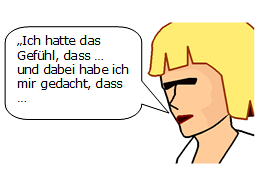 „Ich hatte das
Gefühl, dass …
und dabei habe ich
mir gedacht, dass
…